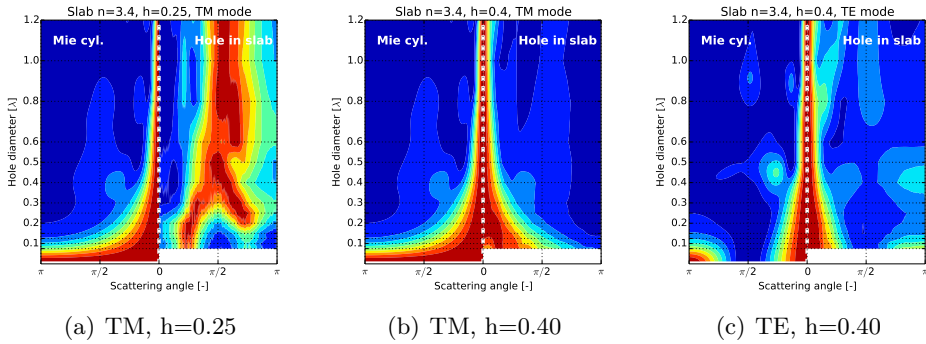 Slab n=3.4, h=0.25, TM mode
Mie cyl.
Hole in slab
Hole diameter [λ]
1.2
1.0
0.8
0.6
0.5
0.4
0.3
0.2
0.1
π
π/2
0
π/2
π
Scattering angle [-]
(a) TM, h=0.25
Slab n=3.4, h=0.4, TM mode
Mie cyl.
Hole in slab
Hole diameter [λ]
1.2
1.0
0.8
0.6
0.5
0.4
0.3
0.2
0.1
π
π/2
0
π/2
π
Scattering angle [-]
(b) TM, h=0.40
Slab n=3.4, h=0.4, TE mode
Mie cyl.
Hole in slab
Hole diameter [λ]
1.2
1.0
0.8
0.6
0.5
0.4
0.3
0.2
0.1
π
π/2
0
π/2
π
Scattering angle [-]
(c) TE, h=0.40